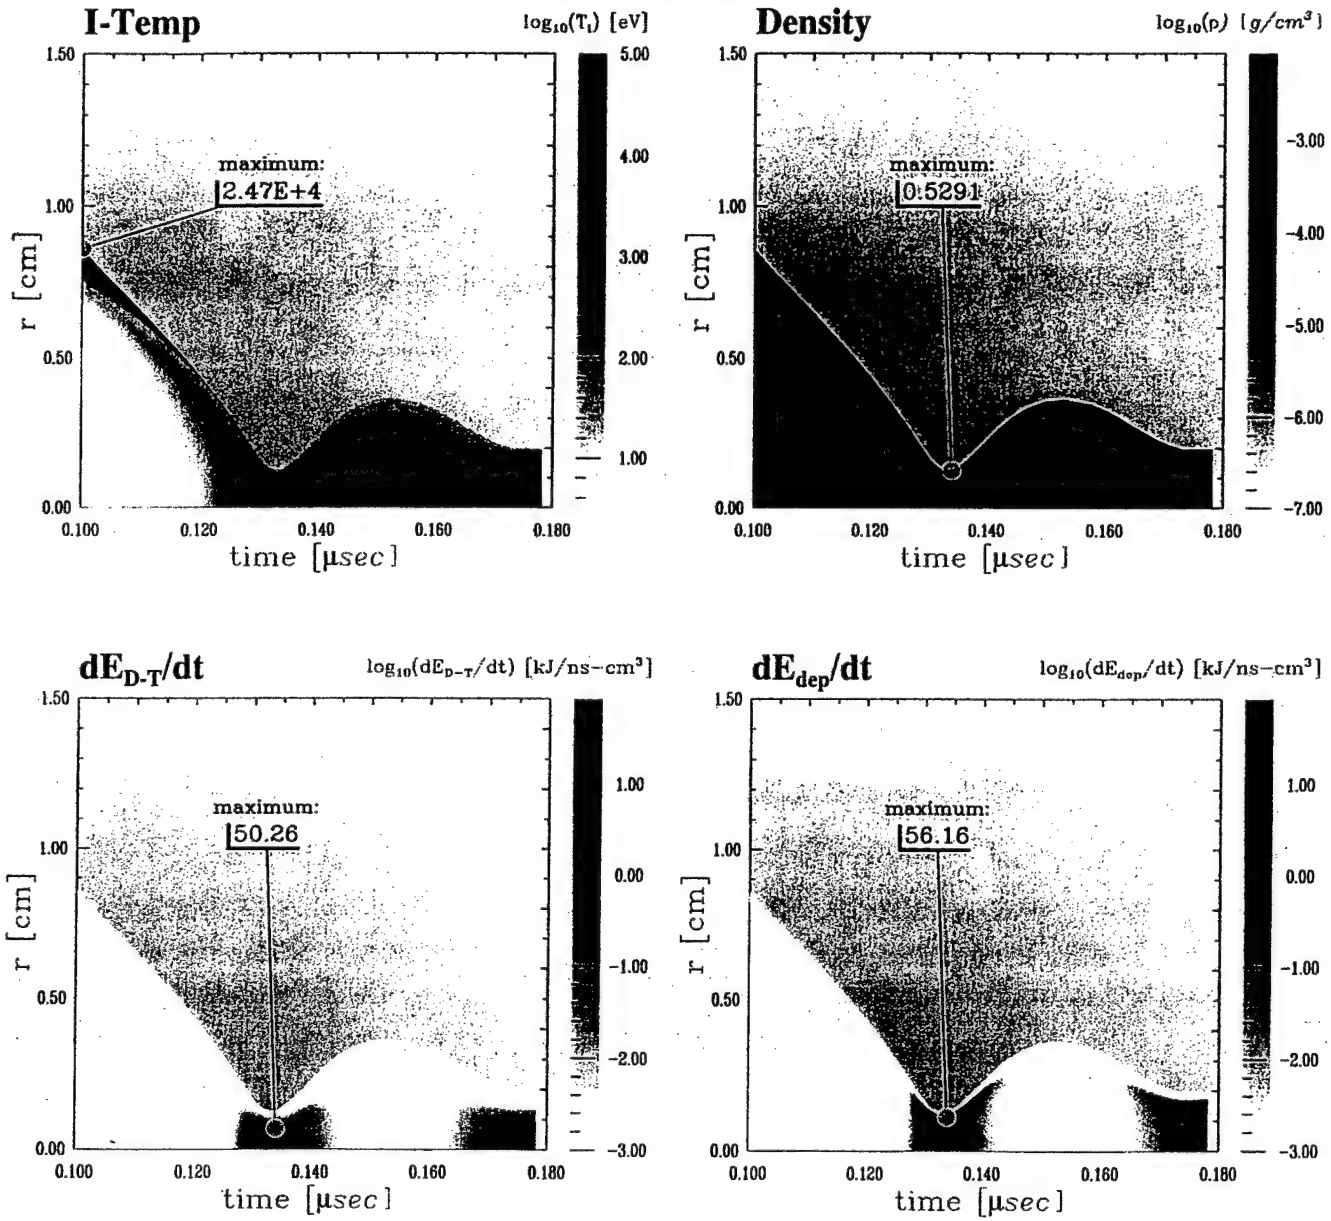 I-Temp
log₁₀(T₁) [eV]
1.50
1.00
0.50
0.00
r [cm]
maximum:
2.47E+4
0.100
0.120
0.140
0.160
0.180
time [µsec]
5.00
4.00
3.00
2.00
1.00
Density
log₁₀(ρ) [g/cm³]
1.50
1.00
0.50
0.00
r [cm]
maximum:
0.5291
0.100
0.120
0.140
0.160
0.180
time [µsec]
-3.00
-4.00
-5.00
-6.00
-7.00
dE_D-T/dt
log₁₀(dE_D-T/dt) [kJ/ns-cm³]
1.50
1.00
0.50
0.00
r [cm]
maximum:
50.26
0.100
0.120
0.140
0.160
0.180
time [µsec]
1.00
0.00
-1.00
-2.00
-3.00
dE_dep/dt
log₁₀(dE_dep/dt) [kJ/ns-cm³]
1.50
1.00
0.50
0.00
r [cm]
maximum:
56.16
0.100
0.120
0.140
0.160
0.180
time [µsec]
1.00
0.00
-1.00
-2.00
-3.00